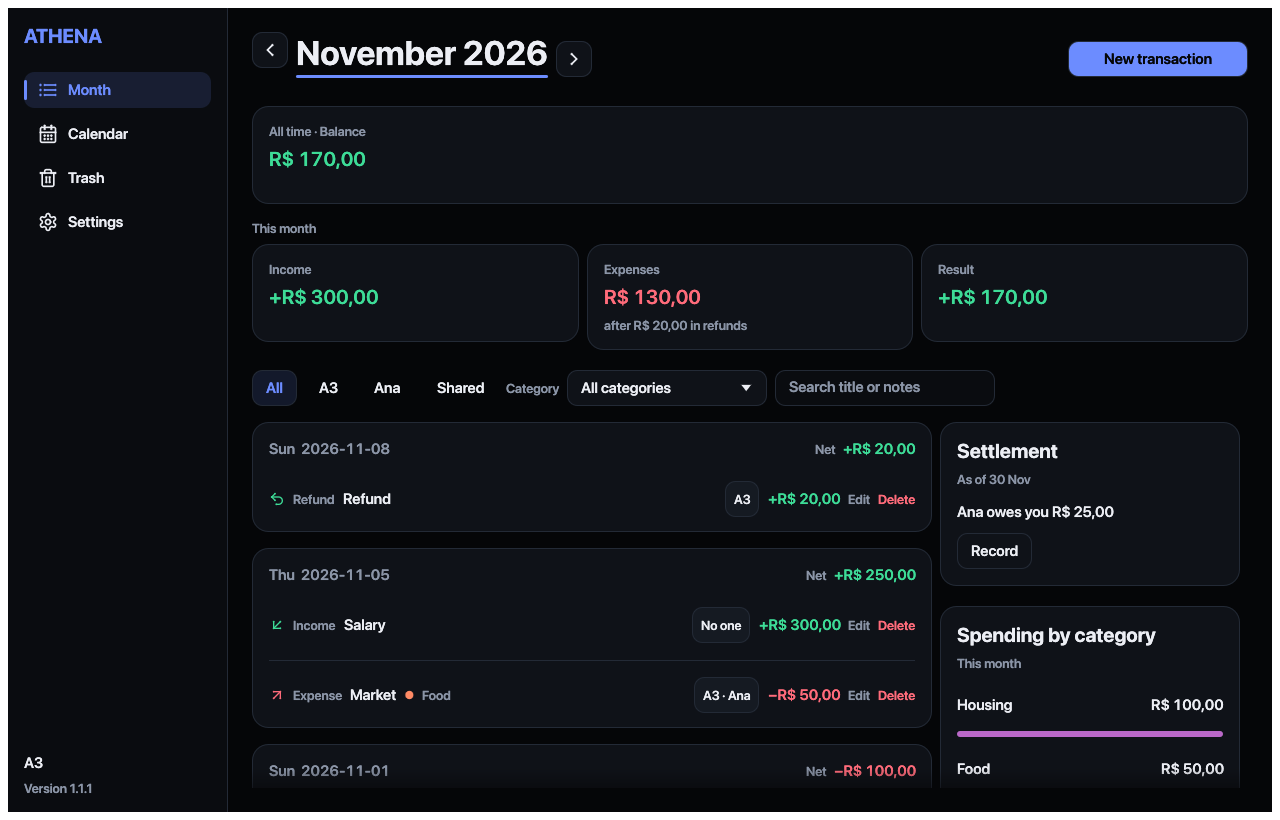 ATHENA
Month
Calendar
Trash
Settings
A3
Version 1.1.1
November 2026
New transaction
All time · Balance
R$ 170,00
This month
Income
+R$ 300,00
Expenses
R$ 130,00
after R$ 20,00 in refunds
Result
+R$ 170,00
All A3 Ana Shared Category All categories Search title or notes
Sun 2026-11-08 Net +R$ 20,00
Refund Refund A3 +R$ 20,00 Edit Delete
Thu 2026-11-05 Net +R$ 250,00
Income Salary No one +R$ 300,00 Edit Delete
Expense Market Food A3 · Ana −R$ 50,00 Edit Delete
Sun 2026-11-01 Net −R$ 100,00
Settlement
As of 30 Nov
Ana owes you R$ 25,00
Record
Spending by category
This month
Housing R$ 100,00
Food R$ 50,00